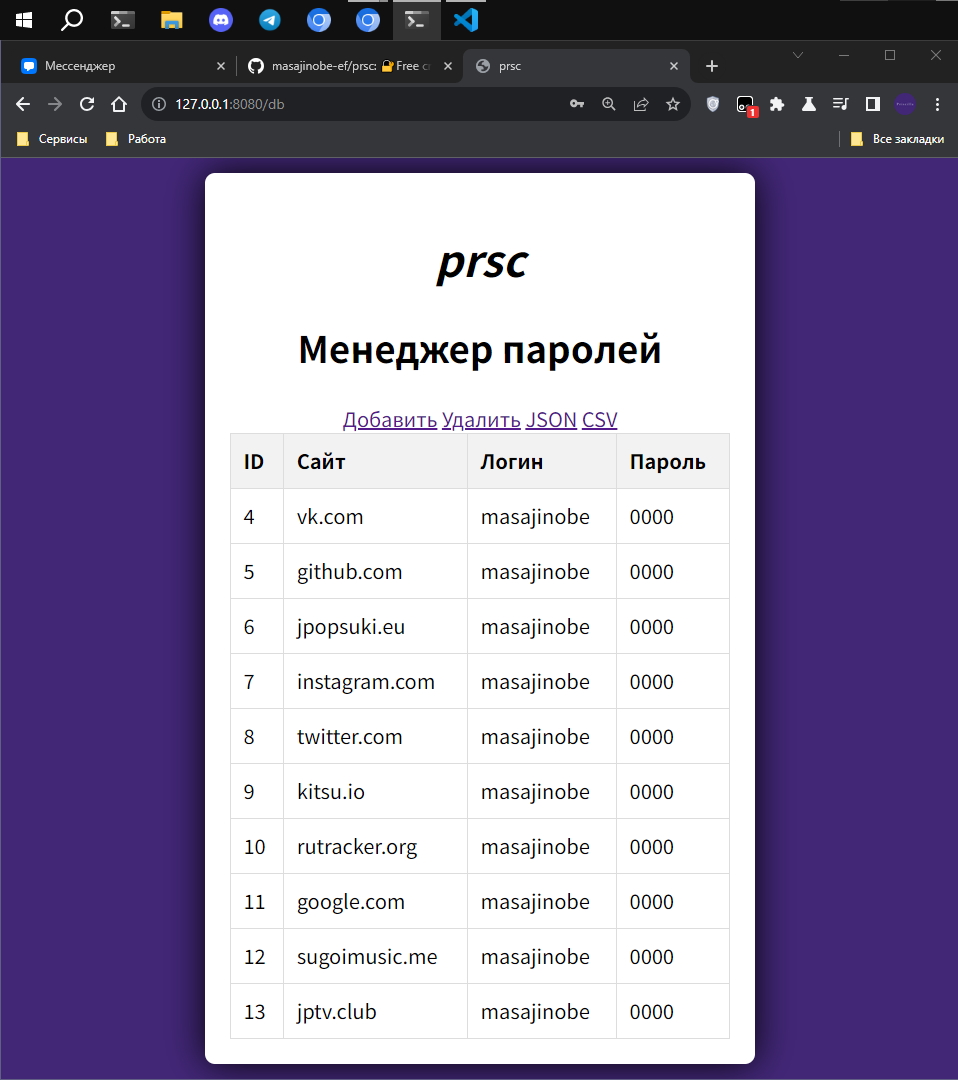 Мессенджер
masajinobe-ef/prsc: 🔐 Free c
prsc
127.0.0.1:8080/db
1
Сервисы Работа Все закладки
prsc
Менеджер паролей
Добавить Удалить JSON CSV
ID Сайт Логин Пароль
4 vk.com masajinobe 0000
5 github.com masajinobe 0000
6 jpopsuki.eu masajinobe 0000
7 instagram.com masajinobe 0000
8 twitter.com masajinobe 0000
9 kitsu.io masajinobe 0000
10 rutracker.org masajinobe 0000
11 google.com masajinobe 0000
12 sugoimusic.me masajinobe 0000
13 jptv.club masajinobe 0000